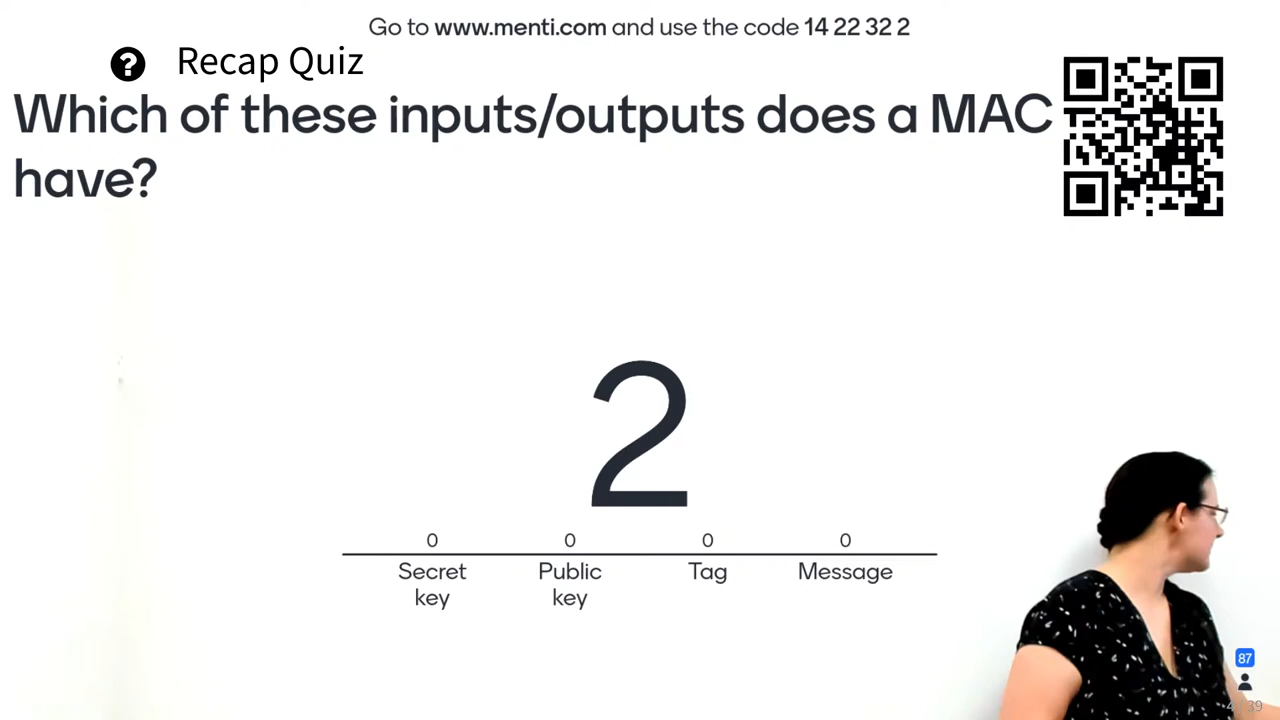 Go to www.menti.com and use the code 14 22 32 2
Recap Quiz
Which of these inputs/outputs does a MAC
have?
2
0 0 0 0
Secret Public Tag Message
key key
87
39